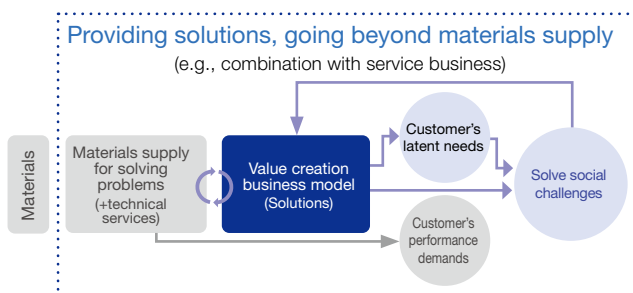 Providing solutions, going beyond materials supply
(e.g., combination with service business)
Materials
Materials supply
for solving
problems
(+technical
services)
Value creation
business model
(Solutions)
Customer's
latent needs
Customer's
performance
demands
Solve social
challenges